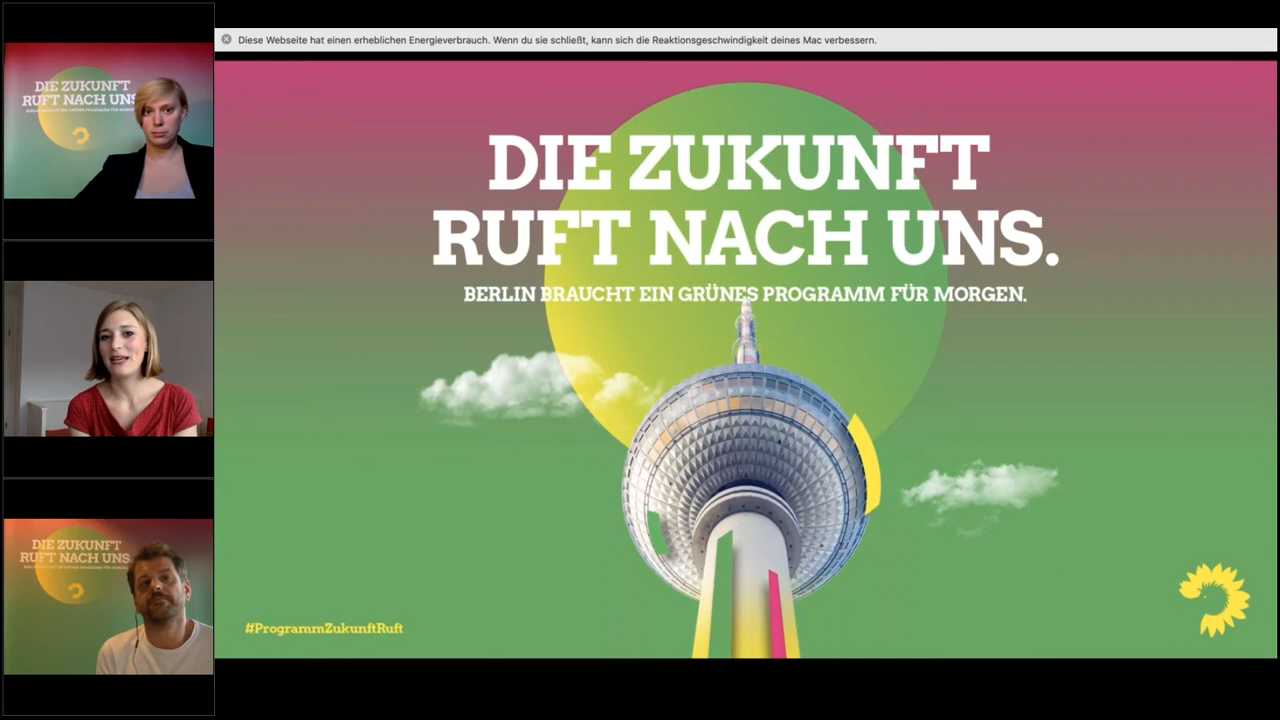 Diese Webseite hat einen erheblichen Energieverbrauch. Wenn du sie schließt, kann sich die Reaktionsgeschwindigkeit deines Mac verbessern.
DIE ZUKUNFT
RUFT NACH UNS.
BERLIN BRAUCHT EIN GRÜNES PROGRAMM FÜR MORGEN.
#ProgrammZukunftRuft
DIE ZUKUNFT
RUFT NACH UNS
DIE ZUKUNFT
RUFT NACH UNS